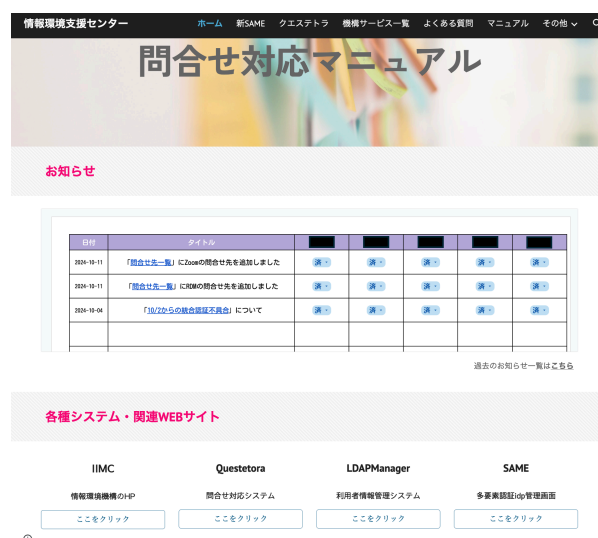 情報環境支援センター ホーム 新SAME クエステトラ 機構サービス一覧 よくある質問 マニュアル その他
問合せ対応マニュアル
お知らせ
日付 タイトル
2024-10-11 「問合せ先一覧」にZoomの問合せ先を追加しました 済 済 済 済 済
2024-10-11 「問合せ先一覧」にRDMの問合せ先を追加しました 済 済 済 済 済
2024-10-04 「10/2からの統合認証不具合」について 済 済 済 済 済
過去のお知らせ一覧はこちら
各種システム・関連WEBサイト
IIMC Questetora LDAPManager SAME
情報環境機構のHP 問合せ対応システム 利用者情報管理システム 多要素認証idp管理画面
ここをクリック ここをクリック ここをクリック ここをクリック